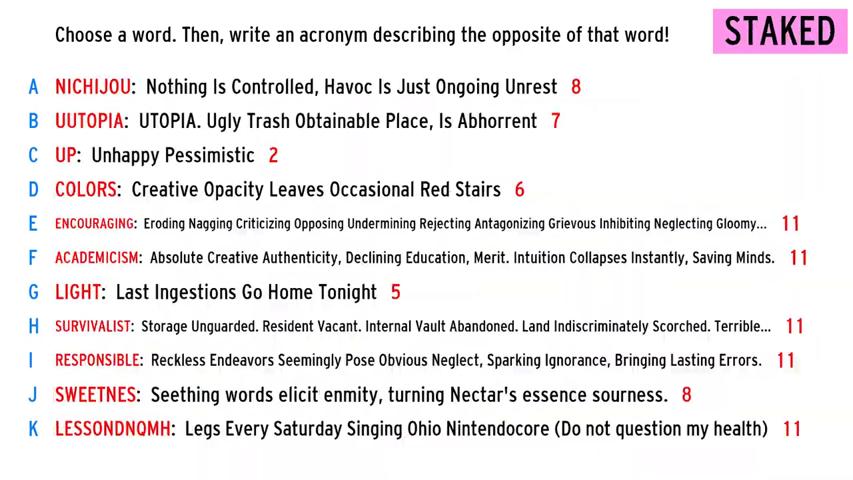 Choose a word. Then, write an acronym describing the opposite of that word!
STAKED
A NICHIJOU: Nothing Is Controlled, Havoc Is Just Ongoing Unrest 8
B UUTOPIA: UTOPIA. Ugly Trash Obtainable Place, Is Abhorrent 7
C UP: Unhappy Pessimistic 2
D COLORS: Creative Opacity Leaves Occasional Red Stairs 6
E ENCOURAGING: Eroding Nagging Criticizing Opposing Undermining Rejecting Antagonizing Grievous Inhibiting Neglecting Gloomy... 11
F ACADEMICISM: Absolute Creative Authenticity, Declining Education, Merit. Intuition Collapses Instantly, Saving Minds. 11
G LIGHT: Last Ingestions Go Home Tonight 5
H SURVIVALIST: Storage Unguarded. Resident Vacant. Internal Vault Abandoned. Land Indiscriminately Scorched. Terrible... 11
I RESPONSIBLE: Reckless Endeavors Seemingly Pose Obvious Neglect, Sparking Ignorance, Bringing Lasting Errors. 11
J SWEETNES: Seething words elicit enmity, turning Nectar's essence sourness. 8
K LESSONDNQMH: Legs Every Saturday Singing Ohio Nintendocore (Do not question my health) 11